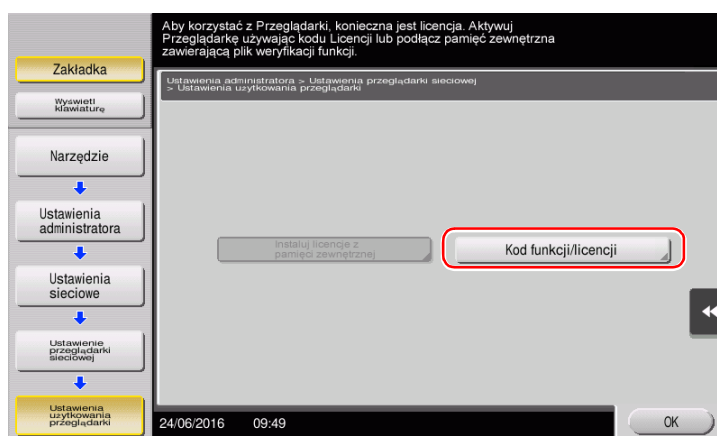 Aby korzystać z Przeglądarki, konieczna jest licencja. Aktywuj
Przeglądarkę używając kodu Licencji lub podłącz pamięć zewnętrzna
zawierającą plik weryfikacji funkcji.
Zakładka
Wyświetl
klawiaturę
Narzędzie
Ustawienia
administratora
Ustawienia
sieciowe
Ustawienie
przeglądarki
sieciowej
Ustawienia
użytkowania
przeglądarki
Ustawienia administratora > Ustawienia przeglądarki sieciowej
> Ustawienia użytkowania przeglądarki
Instaluj licencje z
pamięci zewnętrznej
Kod funkcji/licencji
24/06/2016 09:49
OK